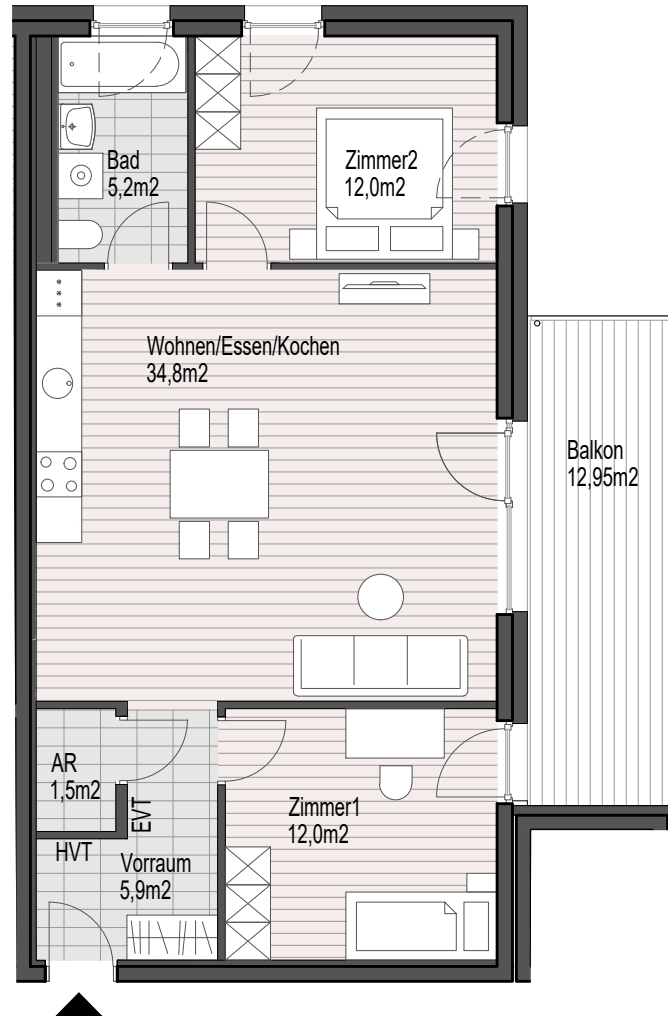 Bad
5,2m2
Zimmer2
12,0m2
Wohnen/Essen/Kochen
34,8m2
Balkon
12,95m2
AR
1,5m2
EVT
HVT
Vorraum
5,9m2
Zimmer1
12,0m2